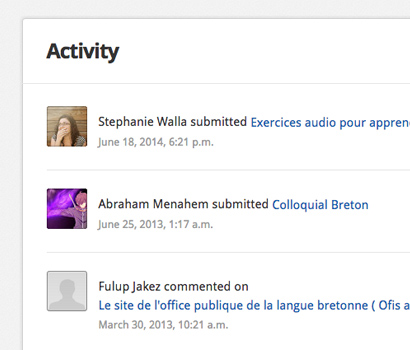 Activity
Stephanie Walla submitted Exercices audio pour appren
June 18, 2014, 6:21 p.m.
Abraham Menahem submitted Colloquial Breton
June 25, 2013, 1:17 a.m.
Fulup Jakez commented on
Le site de l'office publique de la langue bretonne ( Ofis a
March 30, 2013, 10:21 a.m.